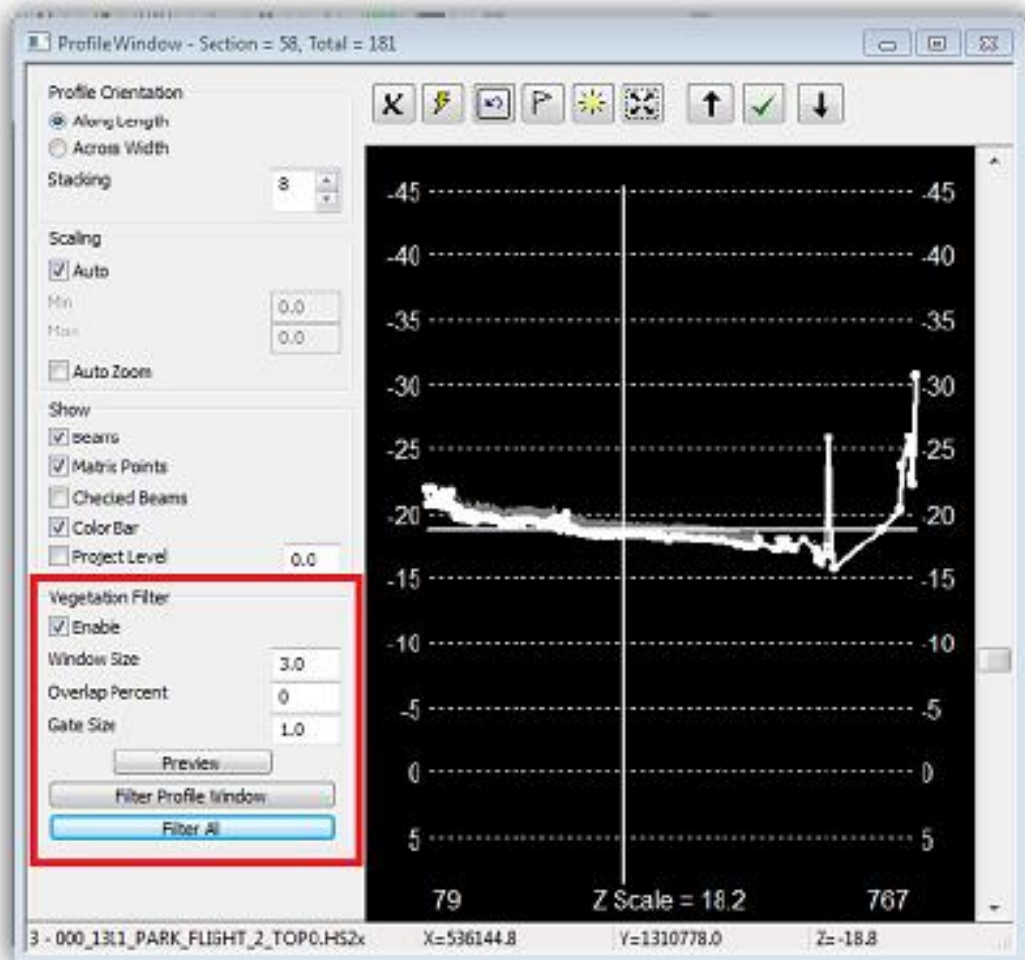 ProfileWindow - Section = 58, Total = 181
Profile Orientation
Along Length
Across Width
Stacking 8
Scaling
Auto
Min 0.0
Max 0.0
Auto Zoom
Show
Beams
Matrix Points
Checked Beams
Color Bar
Project Level 0.0
Vegetation Filter
Enable
Window Size 3.0
Overlap Percent 0
Gate Size 1.0
Preview
Filter Profile Window
Filter All
-45 -45
-40 -40
-35 -35
-30 -30
-25 -25
-20 -20
-15 -15
-10 -10
-5 -5
0 0
5 5
79 Z Scale = 18.2 767
3 - 000_1311_PARK_FLIGHT_2_TOP0.HS2x X=536144.8 Y=1310778.0 Z=-18.8